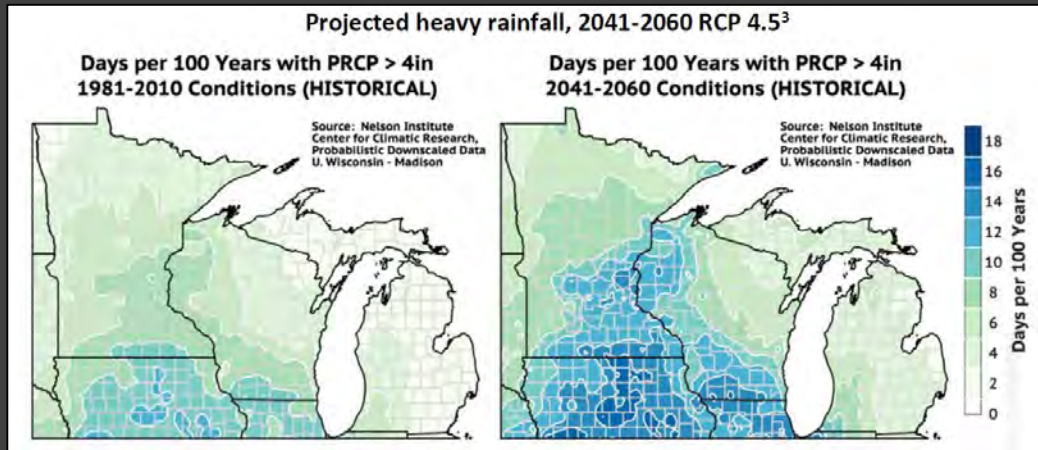 Projected heavy rainfall, 2041-2060 RCP 4.5³
Days per 100 Years with PRCP > 4in
1981-2010 Conditions (HISTORICAL)
Source: Nelson Institute
Center for Climatic Research,
Probabilistic Downscaled Data
U. Wisconsin - Madison
Days per 100 Years with PRCP > 4in
2041-2060 Conditions (HISTORICAL)
Source: Nelson Institute
Center for Climatic Research,
Probabilistic Downscaled Data
U. Wisconsin - Madison
18
16
14
12
10
8
6
4
2
0
Days per 100 Years